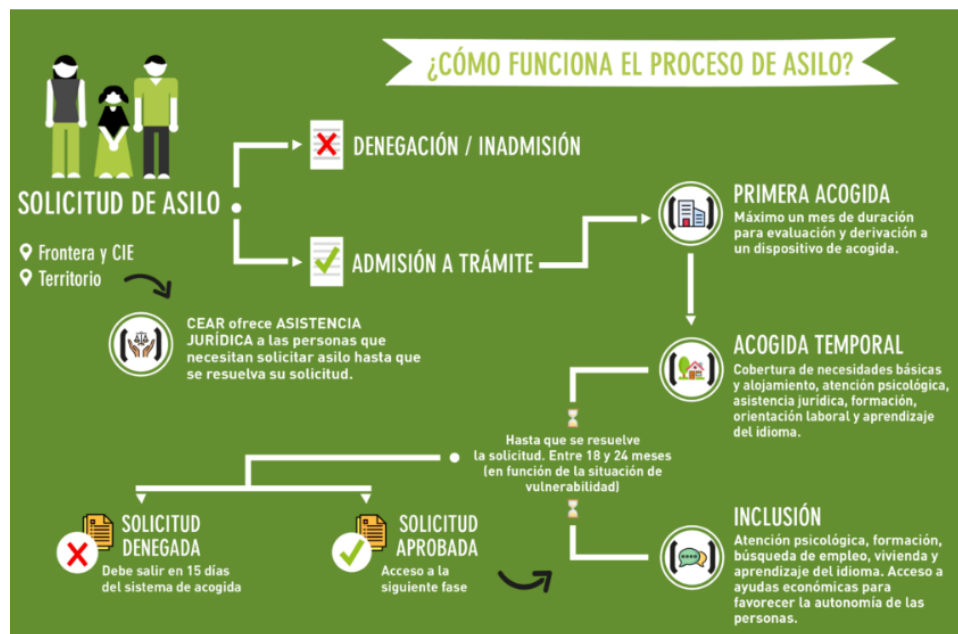 ¿CÓMO FUNCIONA EL PROCESO DE ASILO?
SOLICITUD DE ASILO
Frontera y CIE
Territorio
DENEGACIÓN / INADMISIÓN
ADMISIÓN A TRÁMITE
CEAR ofrece ASISTENCIA
JURÍDICA a las personas que
necesitan solicitar asilo hasta que
se resuelva su solicitud.
PRIMERA ACOGIDA
Máximo un mes de duración
para evaluación y derivación a
un dispositivo de acogida.
ACOGIDA TEMPORAL
Cobertura de necesidades básicas
y alojamiento, atención psicológica,
asistencia jurídica, formación,
orientación laboral y aprendizaje
del idioma.
Hasta que se resuelve
la solicitud. Entre 18 y 24 meses
(en función de la situación de
vulnerabilidad)
SOLICITUD
DENEGADA
Debe salir en 15 días
del sistema de acogida
SOLICITUD
APROBADA
Acceso a la
siguiente fase
INCLUSIÓN
Atención psicológica, formación,
búsqueda de empleo, vivienda y
aprendizaje del idioma. Acceso a
ayudas económicas para
favorecer la autonomía de las
personas.